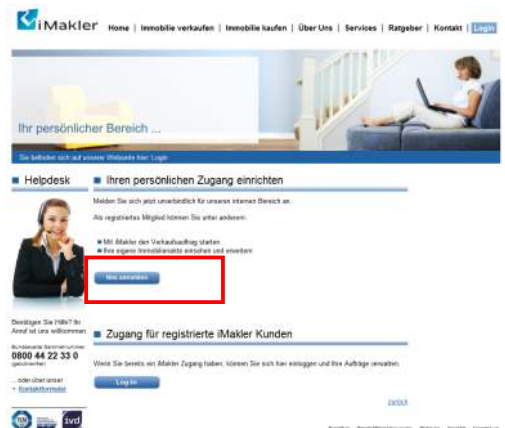 iMakler
Home | Immobilie verkaufen | Immobilie kaufen | Über Uns | Services | Ratgeber | Kontakt | Login
Ihr persönlicher Bereich ...
Sie befinden sich auf unserer Webseite hier: Login
Helpdesk
Benötigen Sie Hilfe? Ihr
Anruf ist uns willkommen
Bundesweite Servicenummer
0800 44 22 33 0
(gebührenfrei)
... oder über unser
Kontaktformular
TÜV
ivd
Ihren persönlichen Zugang einrichten
Melden Sie sich jetzt unverbindlich für unseren internen Bereich an.
Als registriertes Mitglied können Sie unter anderem:
Mit iMakler den Verkaufsauftrag starten
Ihre eigene Immobilienakte einsehen und erweitern
Neu anmelden
Zugang für registrierte iMakler Kunden
Wenn Sie bereits ein iMakler Zugang haben, können Sie sich hier einloggen und Ihre Aufträge verwalten.
Log-in
zurück